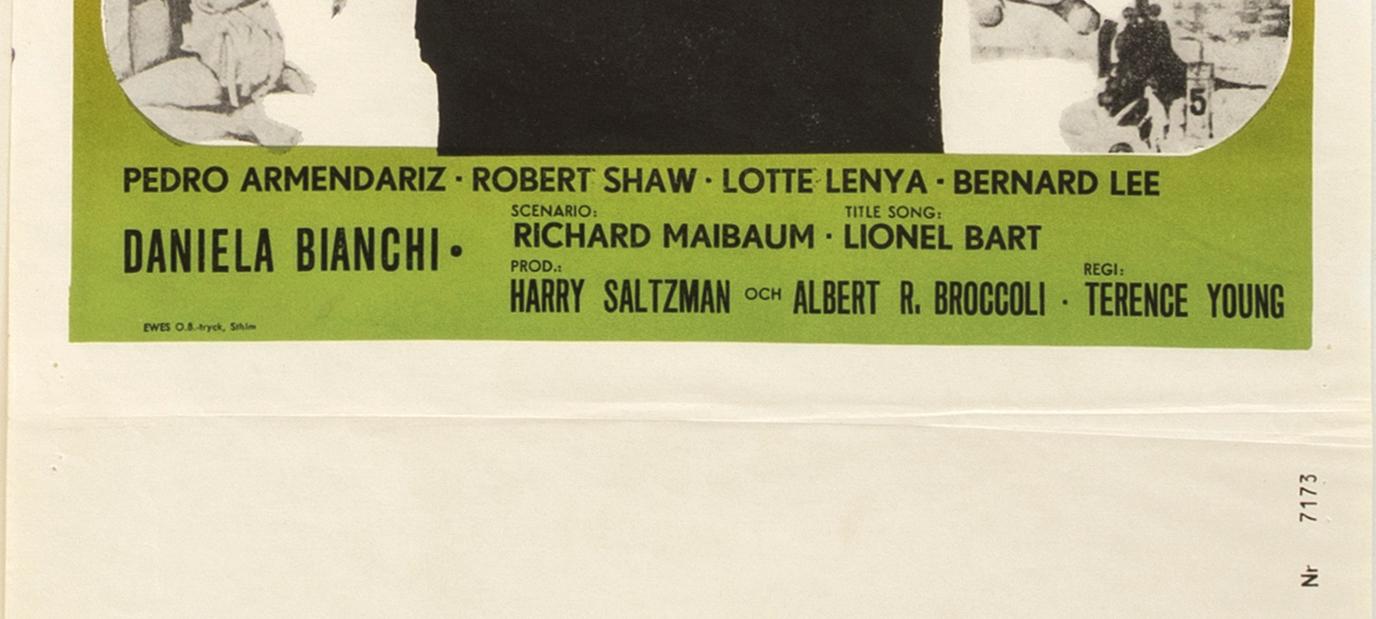 5
PEDRO ARMENDARIZ · ROBERT SHAW · LOTTE LENYA · BERNARD LEE
SCENARIO: TITLE SONG:
RICHARD MAIBAUM · LIONEL BART
DANIELA BIANCHI •
PROD.: REGI:
HARRY SALTZMAN OCH ALBERT R. BROCCOLI · TERENCE YOUNG
EWES O.B.-tryck, Sthlm
Nr 7173